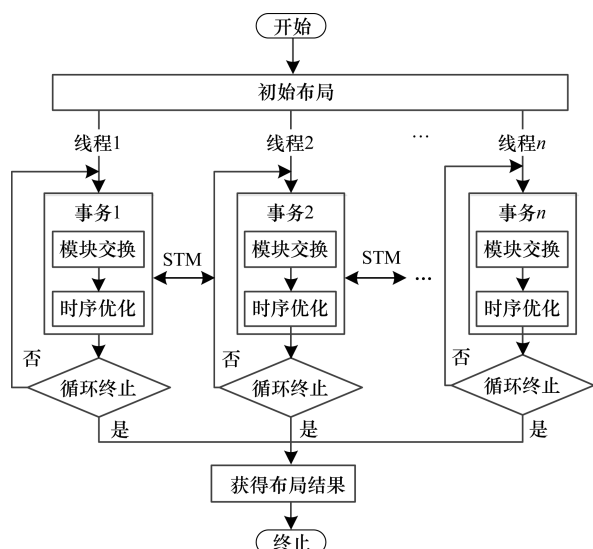 开始
初始布局
线程1
线程2
…
线程n
事务1
模块交换
时序优化
STM
事务2
模块交换
时序优化
STM
…
事务n
模块交换
时序优化
否
循环终止
是
否
循环终止
是
否
循环终止
是
获得布局结果
终止